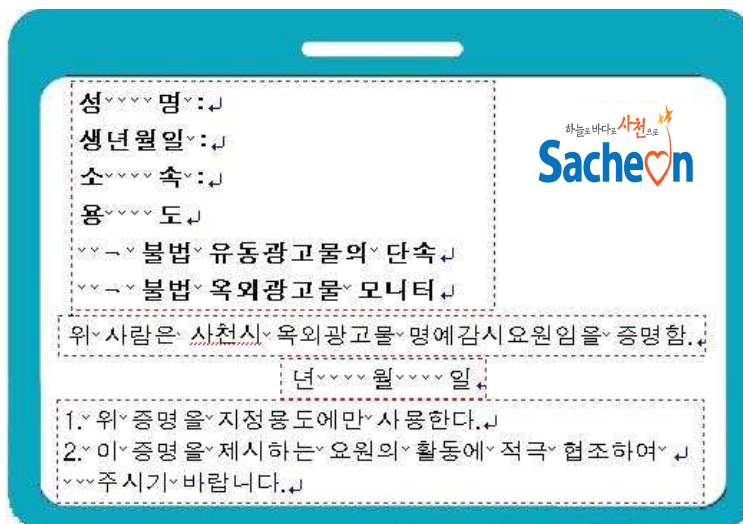 성 명 :
생년월일 :
소 속 :
용 도
¬ 불법 유동광고물의 단속
¬ 불법 옥외광고물 모니터
하늘로 바다로 사천으로
Sacheon
위 사람은 사천시 옥외광고물 명예감시요원임을 증명함.
년 월 일
1. 위 증명을 지정용도에만 사용한다.
2. 이 증명을 제시하는 요원의 활동에 적극 협조하여
주시기 바랍니다.